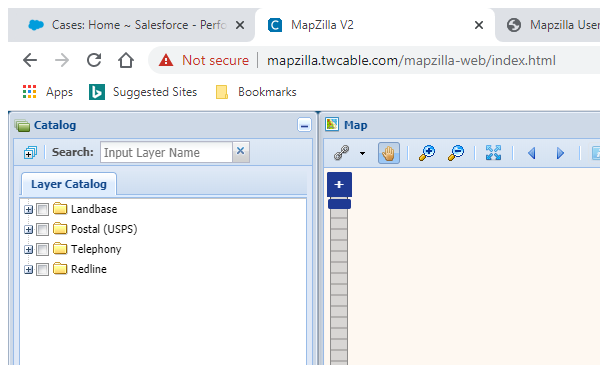 Cases: Home ~ Salesforce - Perfo
MapZilla V2
Mapzilla User
Not secure
mapzilla.twcable.com/mapzilla-web/index.html
Apps
Suggested Sites
Bookmarks
Catalog
Map
Search:
Input Layer Name
Layer Catalog
Landbase
Postal (USPS)
Telephony
Redline